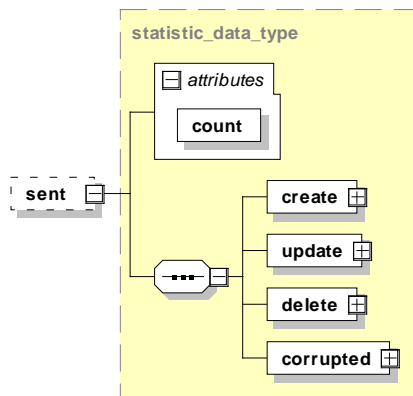 statistic_data_type
attributes
count
sent
create
update
delete
corrupted